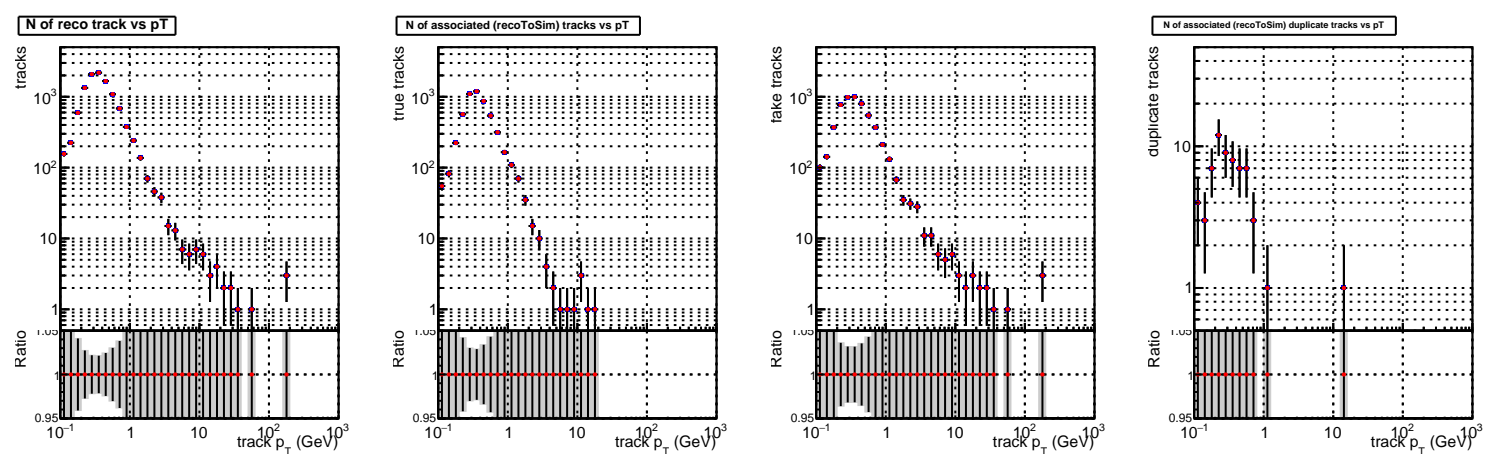 N of reco track vs pT
tracks
10³
10²
10
1
Ratio
1.05
1
0.95
10⁻¹ 1 10 10² 10³
track p_T (GeV)
N of associated (recoToSim) tracks vs pT
true tracks
10³
10²
10
1
Ratio
1.05
1
0.95
10⁻¹ 1 10 10² 10³
track p_T (GeV)
fake tracks
10³
10²
10
1
Ratio
1.05
1
0.95
10⁻¹ 1 10 10² 10³
track p_T (GeV)
N of associated (recoToSim) duplicate tracks vs pT
duplicate tracks
10
1
Ratio
1.05
1
0.95
10⁻¹ 1 10 10² 10³
track p_T (GeV)